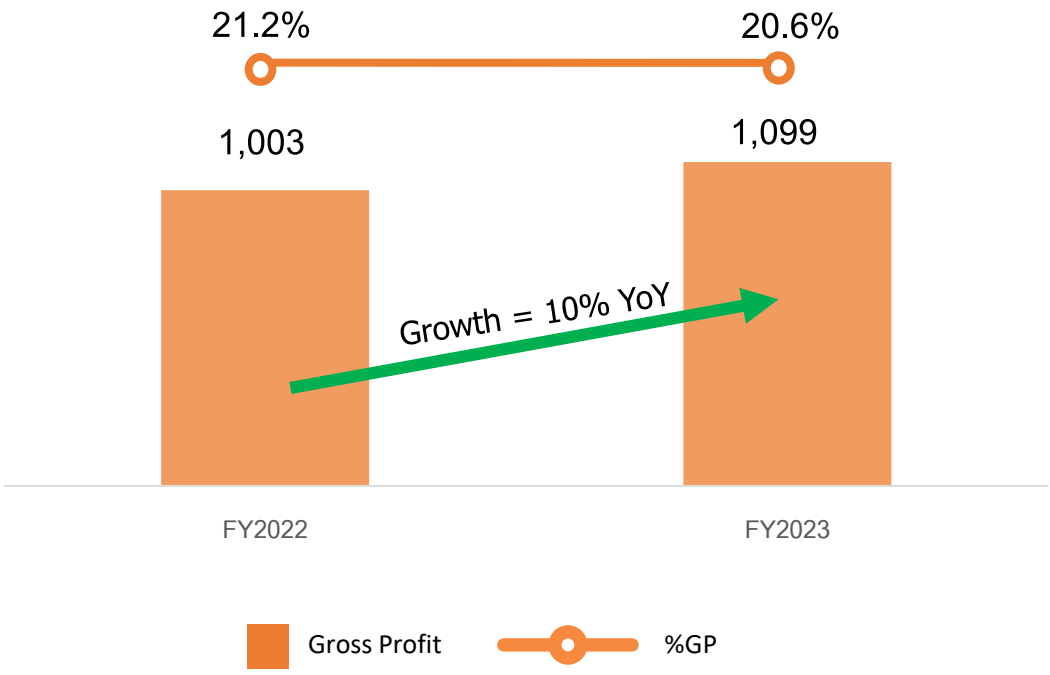 21.2%
20.6%
1,003
1,099
Growth = 10% YoY
FY2022
FY2023
Gross Profit
%GP